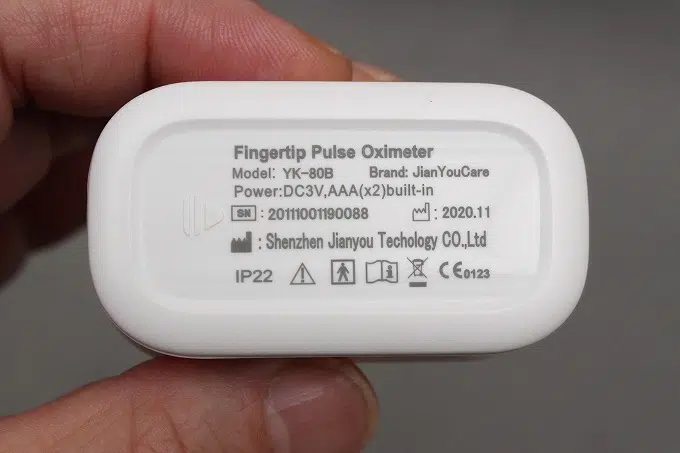 Fingertip Pulse Oximeter
Model: YK-80B Brand: JianYouCare
Power:DC3V,AAA(x2)built-in
SN : 20111001190088 : 2020.11
: Shenzhen Jianyou Techology CO.,Ltd
IP22 CE0123